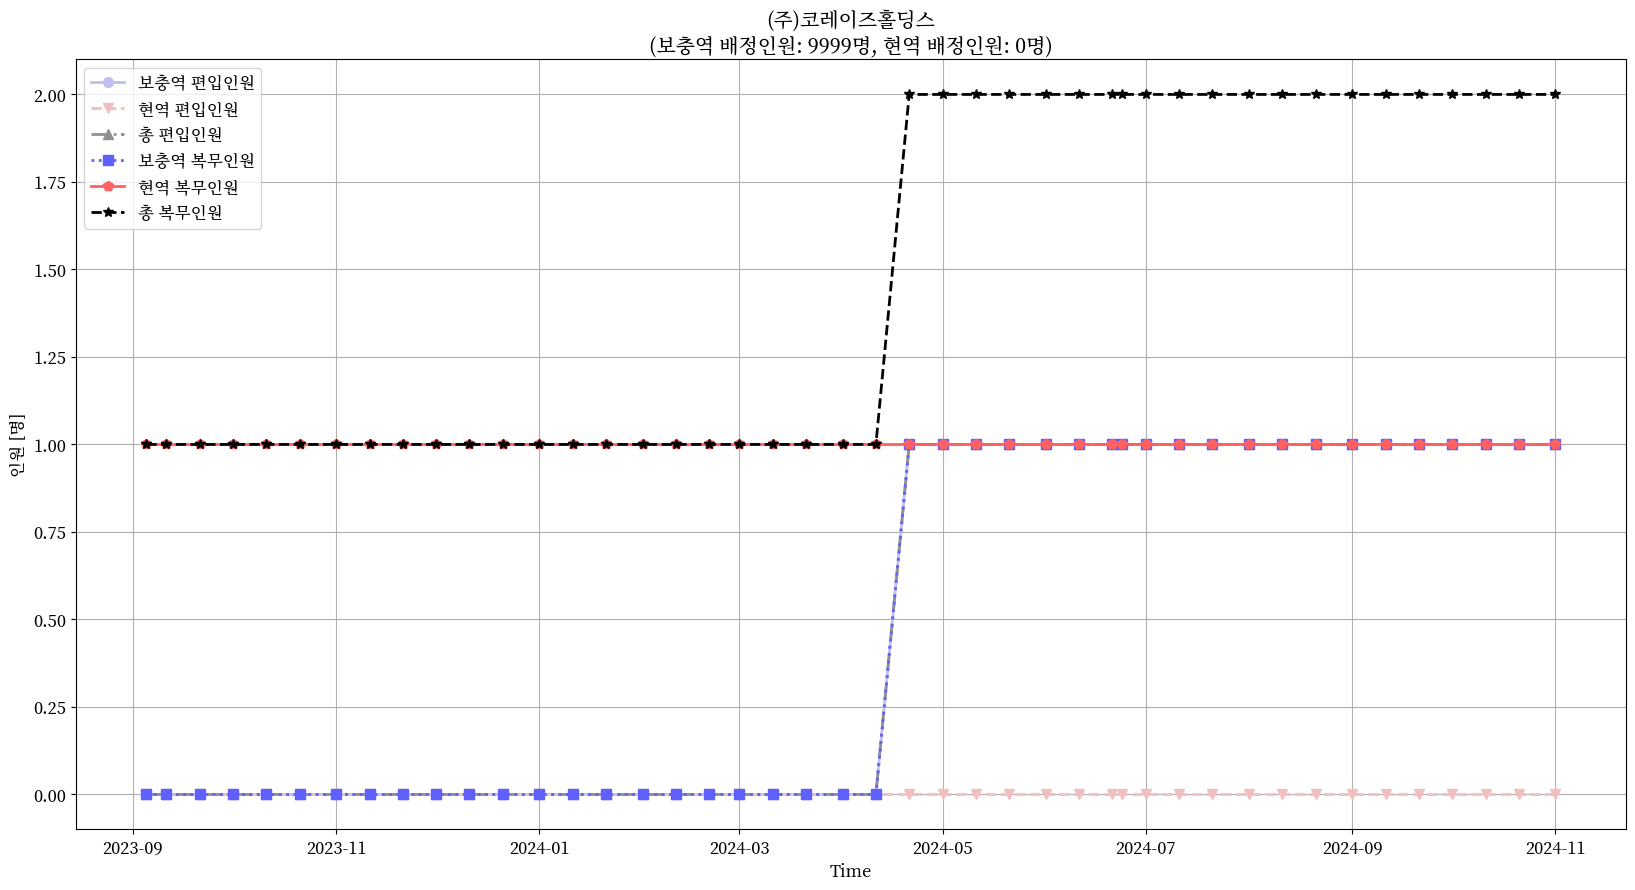 (주)코레이즈홀딩스
(보충역 배정인원: 9999명, 현역 배정인원: 0명)
보충역 편입인원
현역 편입인원
총 편입인원
보충역 복무인원
현역 복무인원
총 복무인원
2.00
1.75
1.50
1.25
1.00
0.75
0.50
0.25
0.00
인원 [명]
2023-09 2023-11 2024-01 2024-03 2024-05 2024-07 2024-09 2024-11
Time